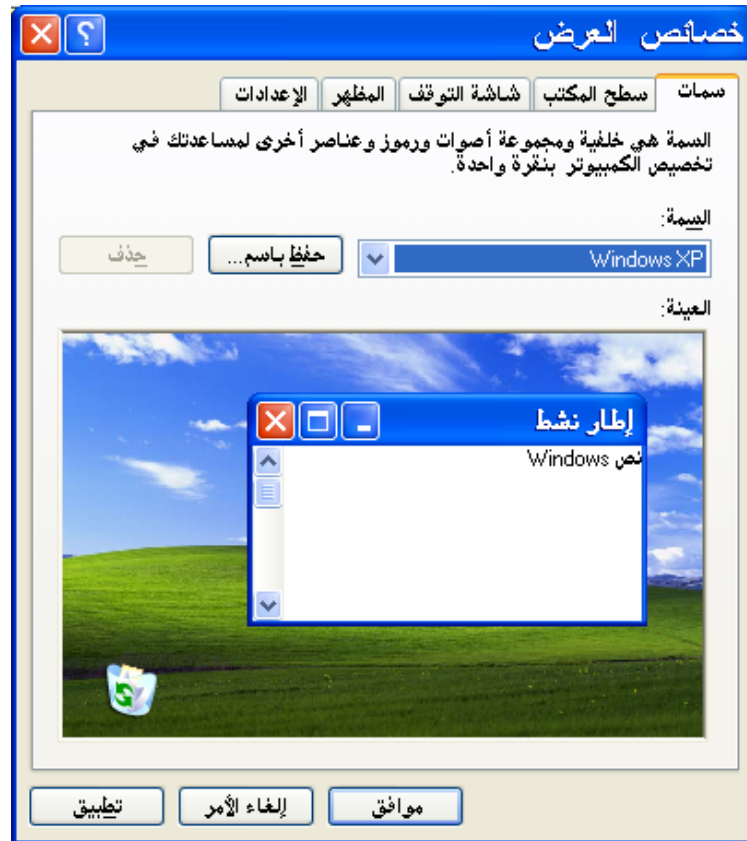 خصائص العرض
سمات سطح المكتب شاشة التوقف المظهر الإعدادات
السمة هي خلفية ومجموعة أصوات ورموز وعناصر أخرى لمساعدتك في
تخصيص الكمبيوتر بنقرة واحدة.
السمة:
Windows XP حفظ باسم... حذف
العينة:
إطار نشط
نص Windows
موافق إلغاء الأمر تطبيق